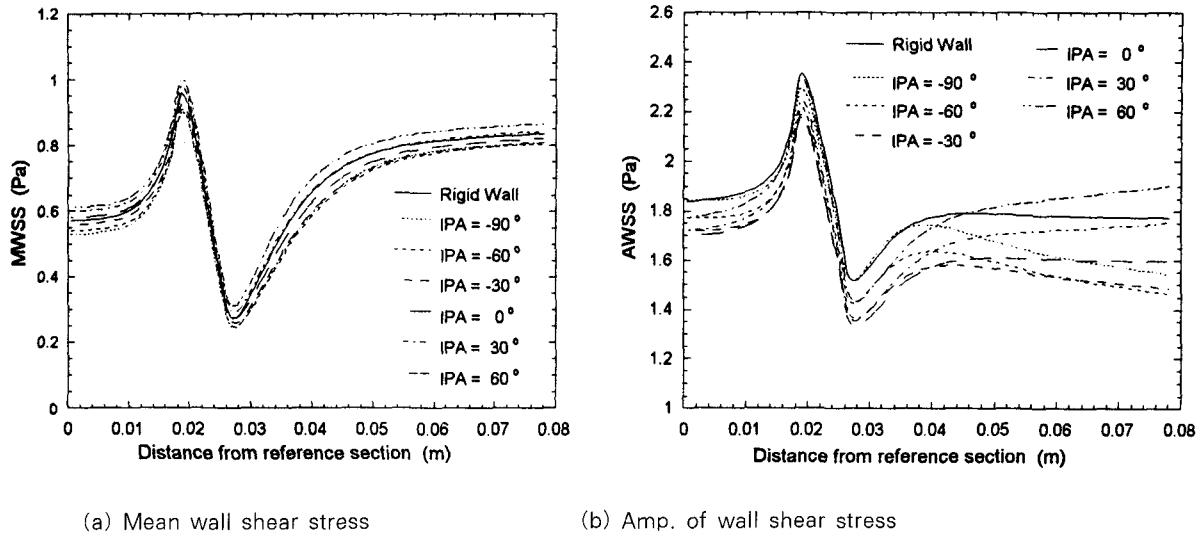 MWSS (Pa)
1.2
1
0.8
0.6
0.4
0.2
0
Rigid Wall
IPA = -90 °
IPA = -60 °
IPA = -30 °
IPA = 0 °
IPA = 30 °
IPA = 60 °
0 0.01 0.02 0.03 0.04 0.05 0.06 0.07 0.08
Distance from reference section (m)
(a) Mean wall shear stress
AWSS (Pa)
2.6
2.4
2.2
2
1.8
1.6
1.4
1.2
1
Rigid Wall
IPA = -90 °
IPA = -60 °
IPA = -30 °
IPA = 0 °
IPA = 30 °
IPA = 60 °
0 0.01 0.02 0.03 0.04 0.05 0.06 0.07 0.08
Distance from reference section (m)
(b) Amp. of wall shear stress